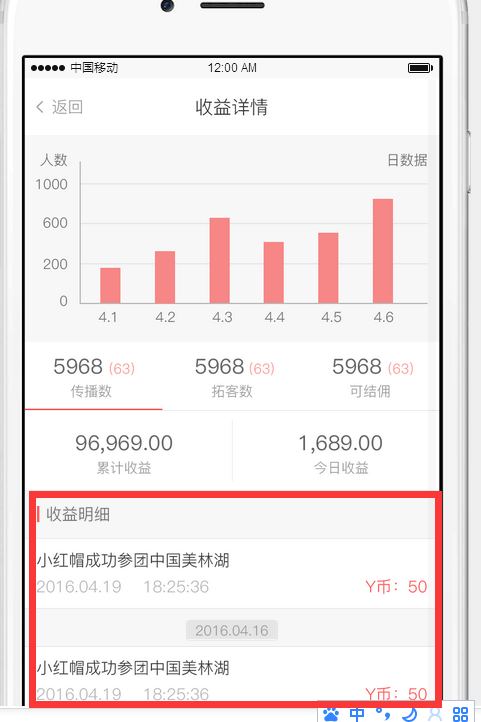 中国移动 12:00 AM
返回 收益详情
人数 日数据
1000
600
200
0
4.1 4.2 4.3 4.4 4.5 4.6
5968 (63) 5968 (63) 5968 (63)
传播数 拓客数 可结佣
96,969.00 1,689.00
累计收益 今日收益
收益明细
小红帽成功参团中国美林湖
2016.04.19 18:25:36 Y币：50
2016.04.16
小红帽成功参团中国美林湖
2016.04.19 18:25:36 Y币：50
中